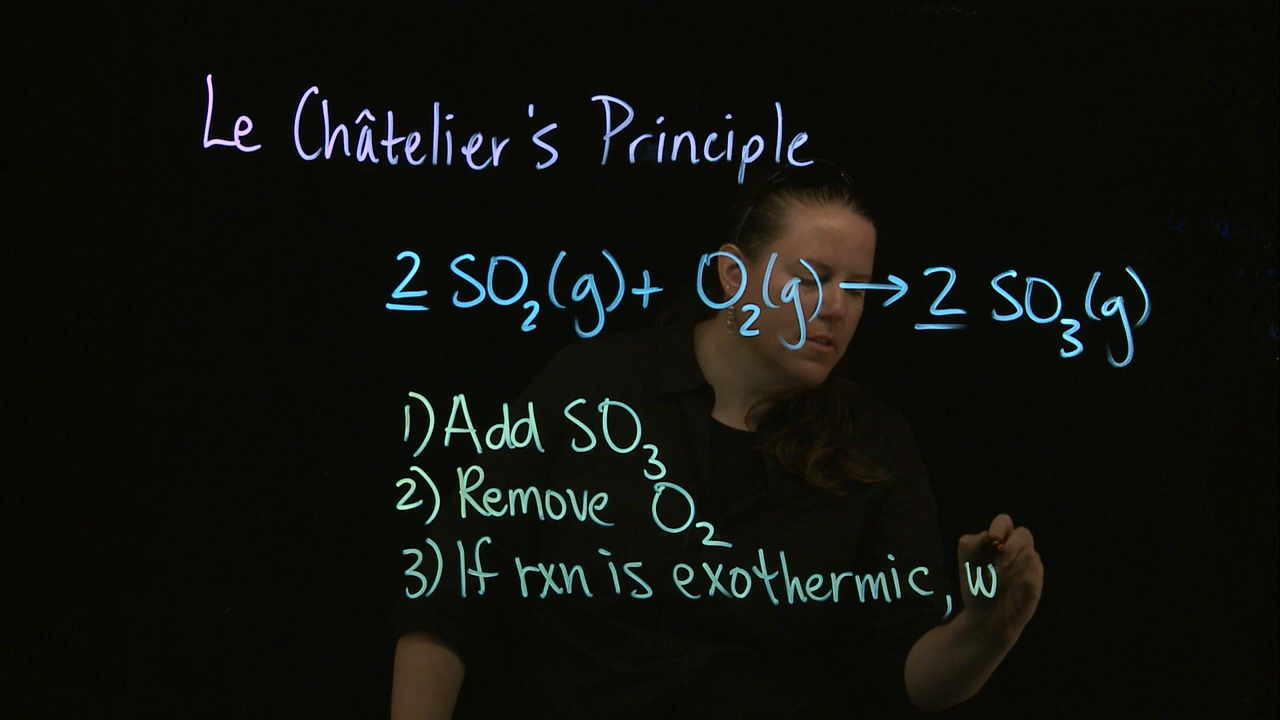 Le Châtelier's Principle
2 SO₂(g) + O₂(g) → 2 SO₃(g)
1) Add SO₃
2) Remove O₂
3) If rxn is exothermic, w